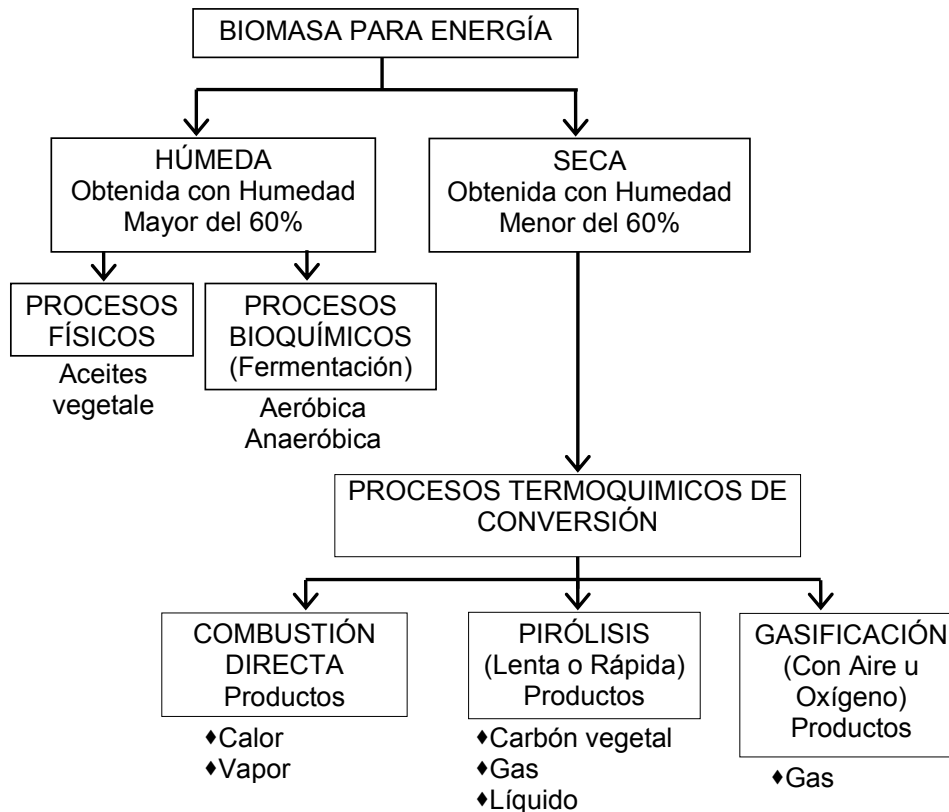 BIOMASA PARA ENERGÍA
HÚMEDA
Obtenida con Humedad
Mayor del 60%
SECA
Obtenida con Humedad
Menor del 60%
PROCESOS
FÍSICOS
Aceites
vegetale
PROCESOS
BIOQUÍMICOS
(Fermentación)
Aeróbica
Anaeróbica
PROCESOS TERMOQUIMICOS DE
CONVERSIÓN
COMBUSTIÓN
DIRECTA
Productos
♦Calor
♦Vapor
PIRÓLISIS
(Lenta o Rápida)
Productos
♦Carbón vegetal
♦Gas
♦Líquido
GASIFICACIÓN
(Con Aire u
Oxígeno)
Productos
♦Gas